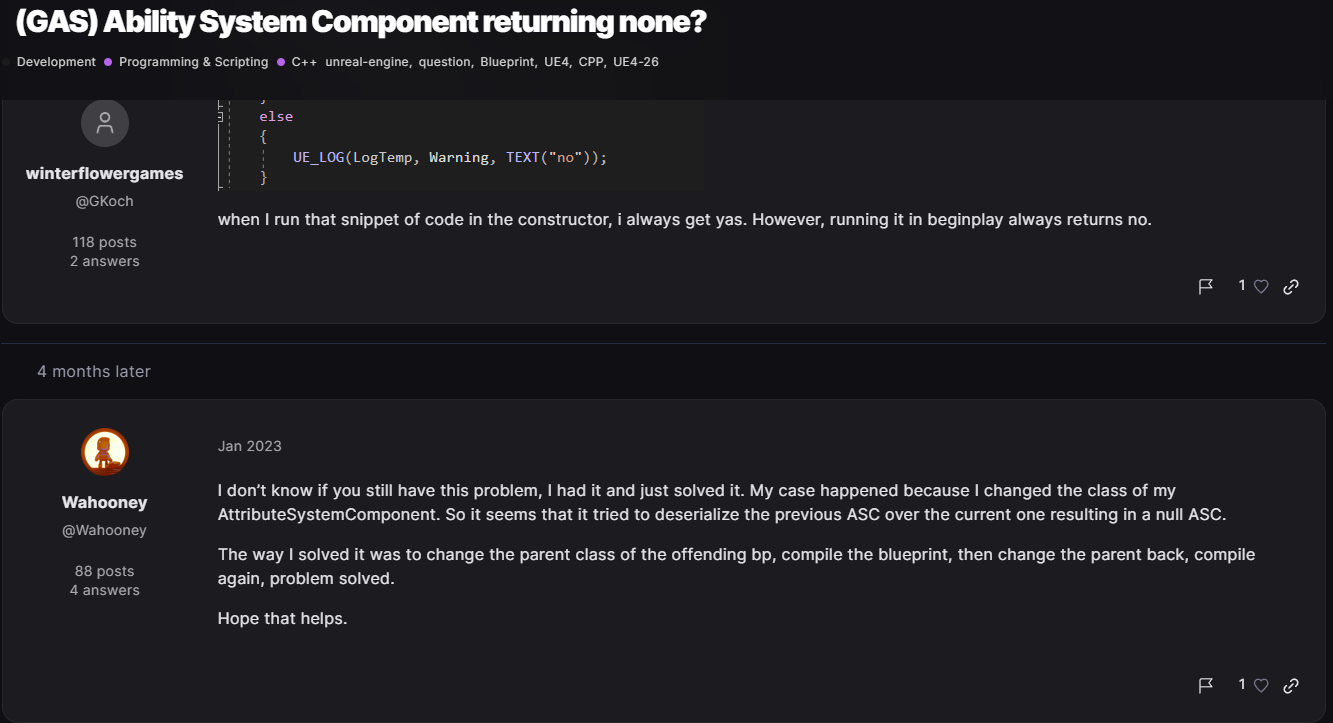 (GAS) Ability System Component returning none?
Development Programming & Scripting C++ unreal-engine, question, Blueprint, UE4, CPP, UE4-26
}
else
{
UE_LOG(LogTemp, Warning, TEXT("no"));
}
winterflowergames
@GKoch
118 posts
2 answers
when I run that snippet of code in the constructor, i always get yas. However, running it in beginplay always returns no.
1
4 months later
Wahooney
@Wahooney
88 posts
4 answers
Jan 2023
I don’t know if you still have this problem, I had it and just solved it. My case happened because I changed the class of my
AttributeSystemComponent. So it seems that it tried to deserialize the previous ASC over the current one resulting in a null ASC.
The way I solved it was to change the parent class of the offending bp, compile the blueprint, then change the parent back, compile
again, problem solved.
Hope that helps.
1